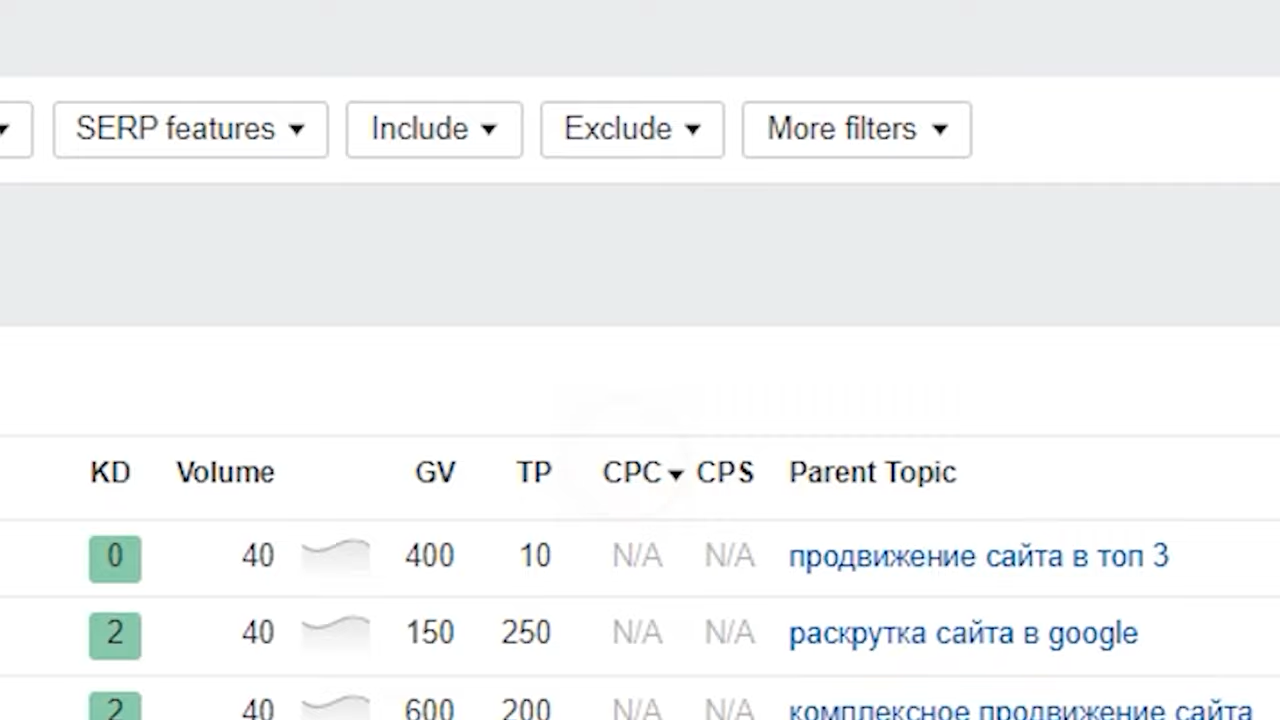 SERP features Include Exclude More filters
KD Volume GV TP CPC CPS Parent Topic
0 40 400 10 N/A N/A продвижение сайта в топ 3
2 40 150 250 N/A N/A раскрутка сайта в google
2 40 600 200 N/A N/A комплексное продвижение сайта